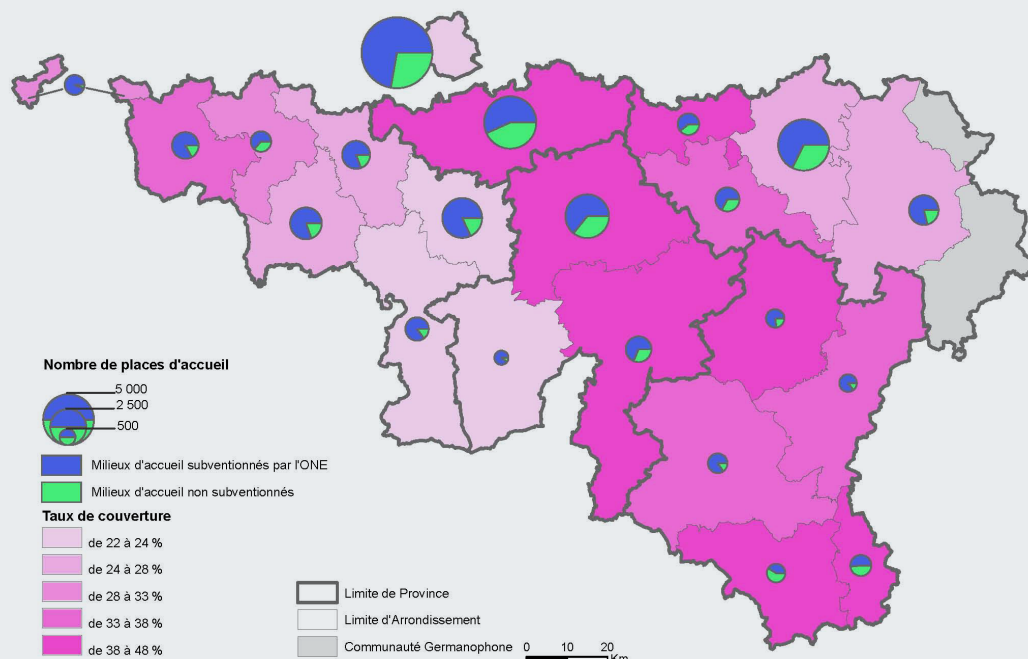 Nombre de places d'accueil
5 000
2 500
500
Milieux d'accueil subventionnés par l'ONE
Milieux d'accueil non subventionnés
Taux de couverture
de 22 à 24 %
de 24 à 28 %
de 28 à 33 %
de 33 à 38 %
de 38 à 48 %
Limite de Province
Limite d'Arrondissement
Communauté Germanophone
0 10 20
Km